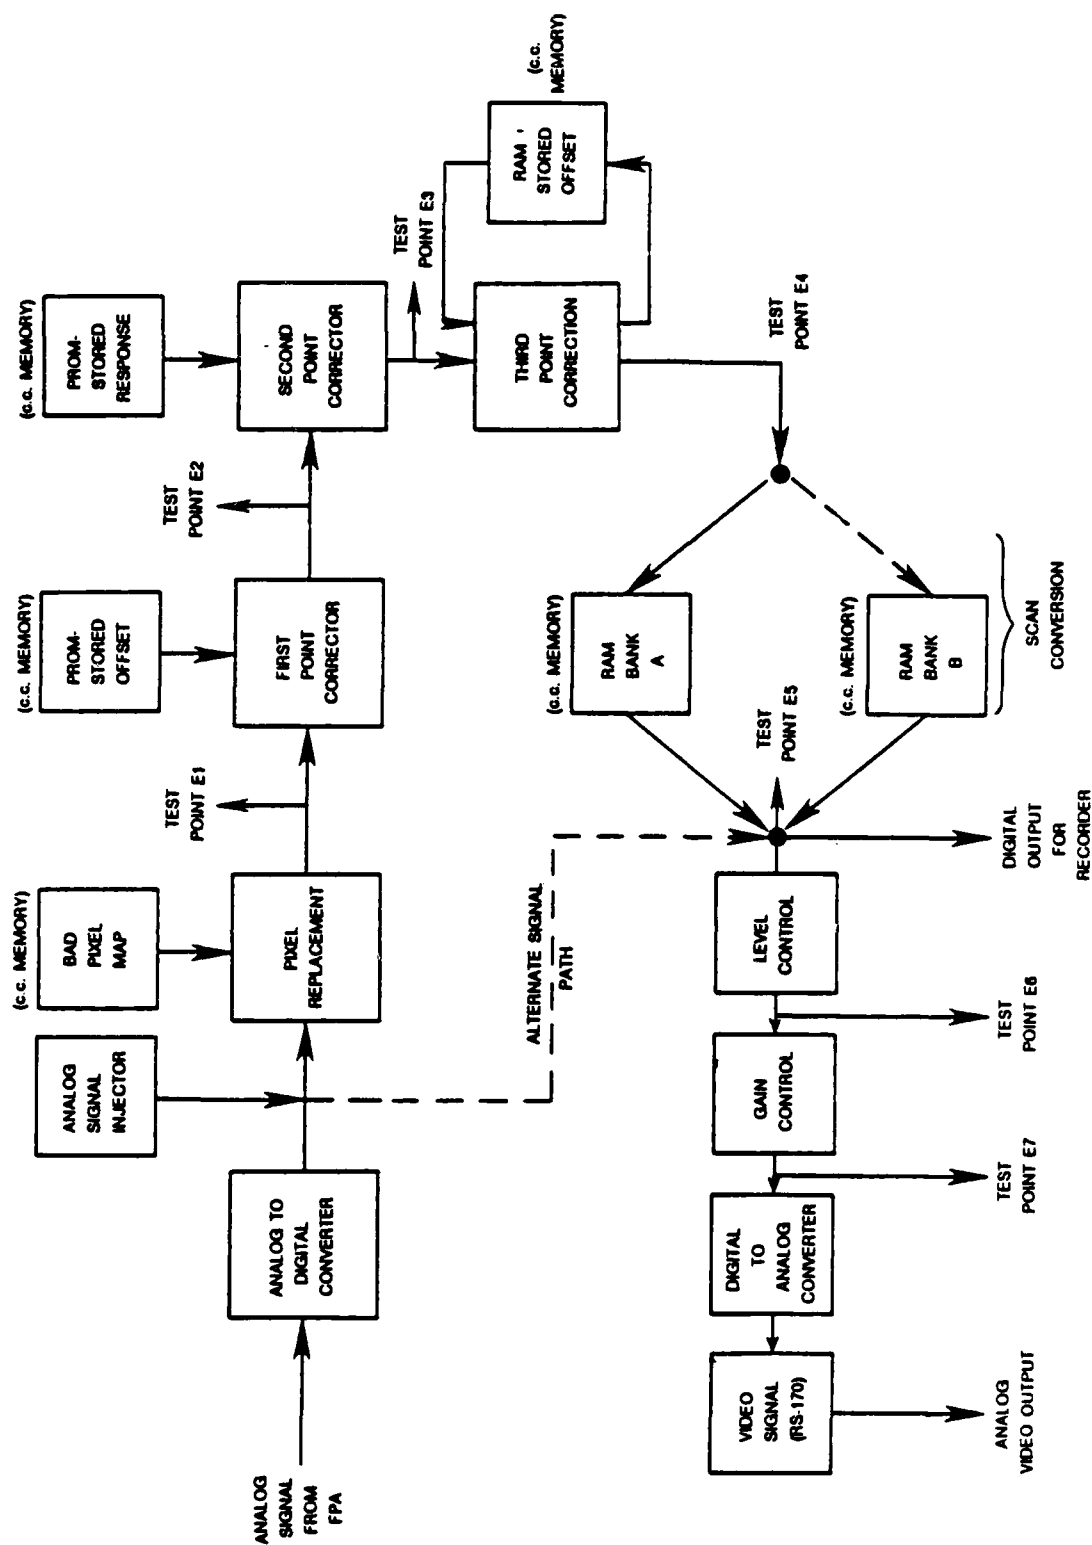 ANALOG
SIGNAL
FROM
FPA
ANALOG TO
DIGITAL
CONVERTER
ANALOG
SIGNAL
INJECTOR
(c.c. MEMORY)
BAD
PIXEL
MAP
PIXEL
REPLACEMENT
TEST
POINT E1
(c.c. MEMORY)
PROM-
STORED
OFFSET
FIRST
POINT
CORRECTOR
TEST
POINT E2
(c.c. MEMORY)
PROM-
STORED
RESPONSE
SECOND
POINT
CORRECTOR
TEST
POINT E3
(c.c.
MEMORY)
RAM
STORED
OFFSET
THIRD
POINT
CORRECTION
TEST
POINT E4
ALTERNATE SIGNAL
PATH
(c.c. MEMORY)
RAM
BANK
A
(c.c. MEMORY)
RAM
BANK
B
SCAN
CONVERSION
TEST
POINT E5
DIGITAL
OUTPUT
FOR
RECORDER
LEVEL
CONTROL
TEST
POINT E6
GAIN
CONTROL
TEST
POINT E7
DIGITAL
TO
ANALOG
CONVERTER
VIDEO
SIGNAL
(RS-170)
ANALOG
VIDEO OUTPUT